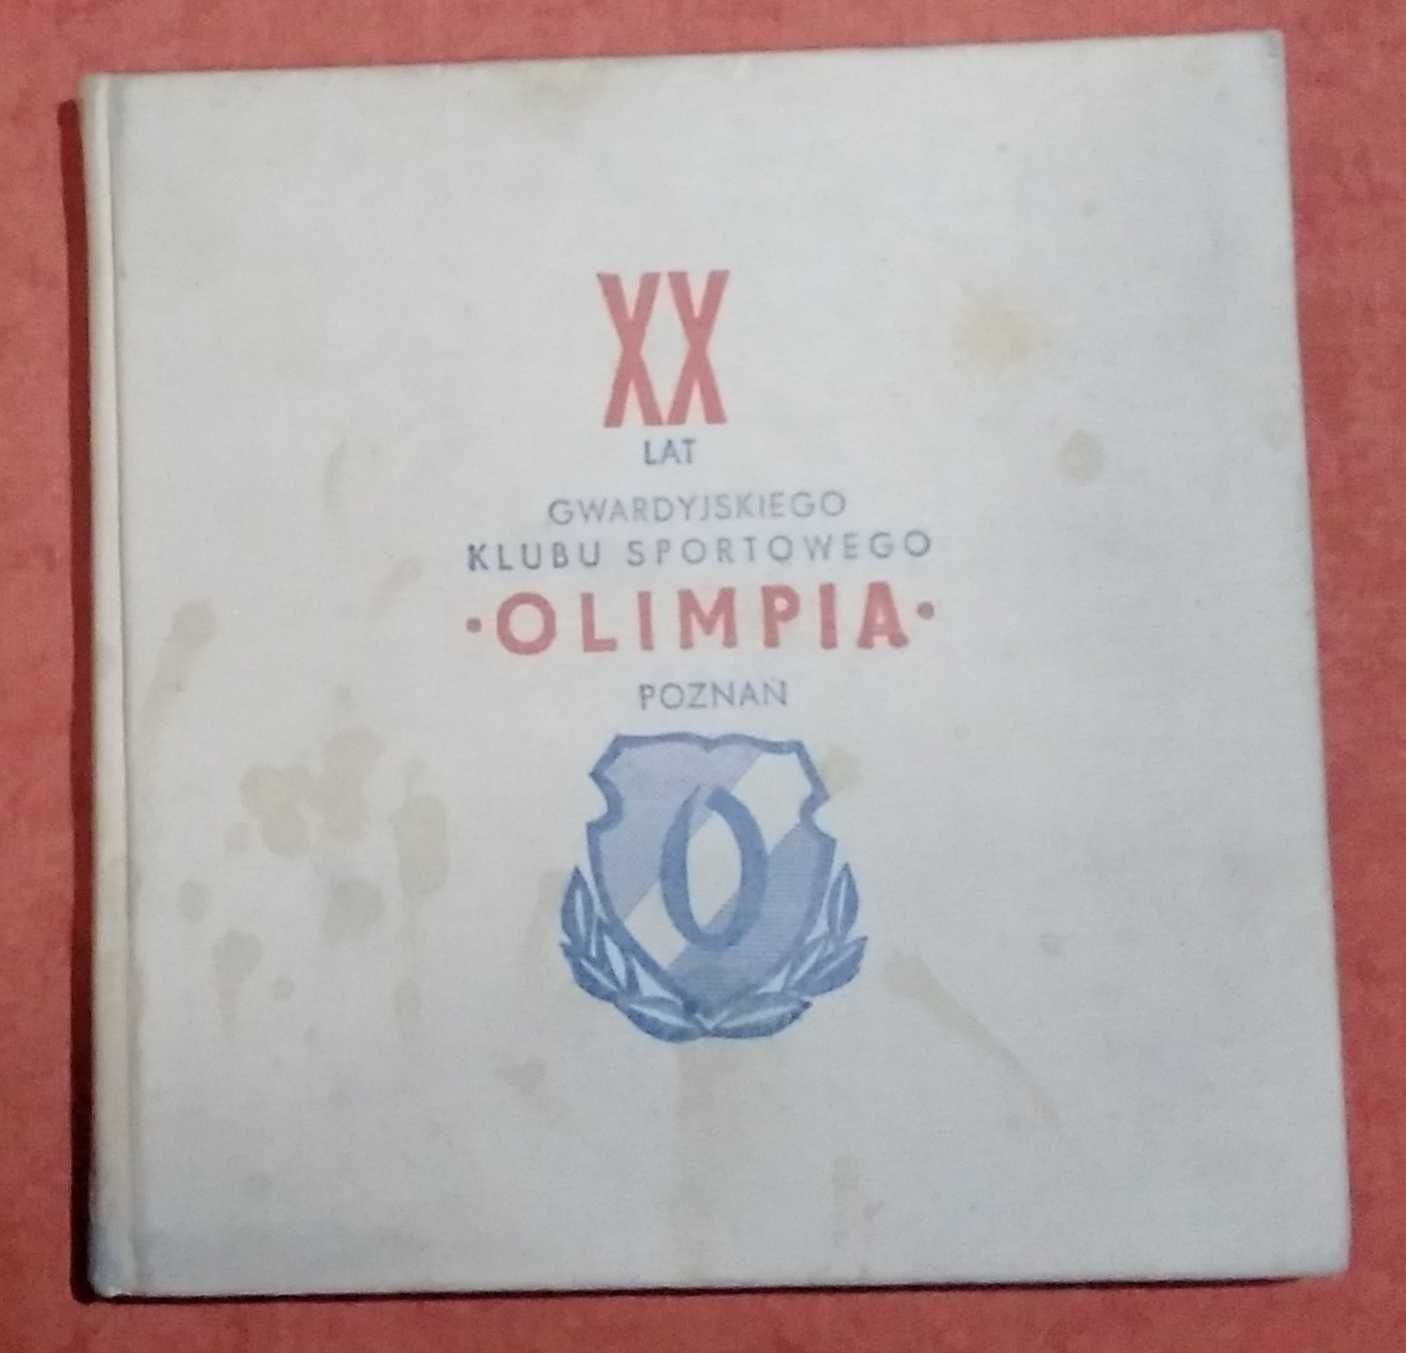 XX
LAT
GWARDYJSKIEGO
KLUBU SPORTOWEGO
•OLIMPIA•
POZNAŃ
O